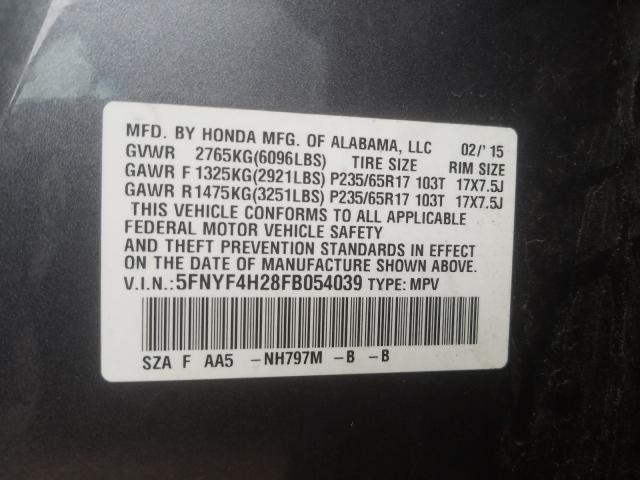 MFD. BY HONDA MFG. OF ALABAMA, LLC 02/'15
GVWR 2765KG(6096LBS) TIRE SIZE RIM SIZE
GAWR F 1325KG(2921LBS) P235/65R17 103T 17X7.5J
GAWR R1475KG(3251LBS) P235/65R17 103T 17X7.5J
THIS VEHICLE CONFORMS TO ALL APPLICABLE
FEDERAL MOTOR VEHICLE SAFETY
AND THEFT PREVENTION STANDARDS IN EFFECT
ON THE DATE OF MANUFACTURE SHOWN ABOVE.
V.I.N.:5FNYF4H28FB054039 TYPE: MPV
SZA F AA5 -NH797M -B -B